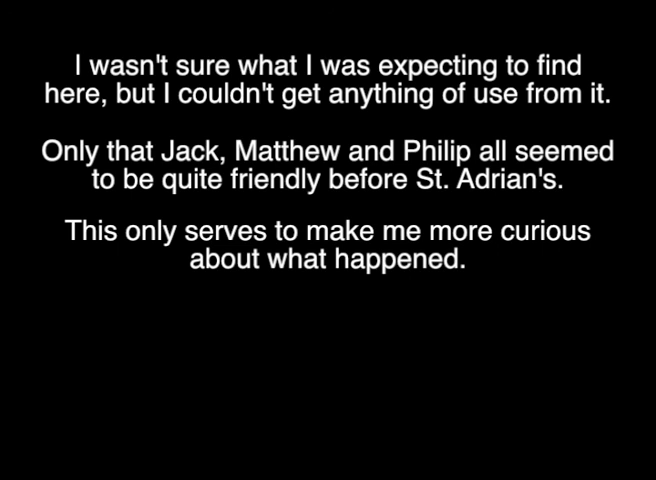 I wasn't sure what I was expecting to find
here, but I couldn't get anything of use from it.
Only that Jack, Matthew and Philip all seemed
to be quite friendly before St. Adrian's.
This only serves to make me more curious
about what happened.